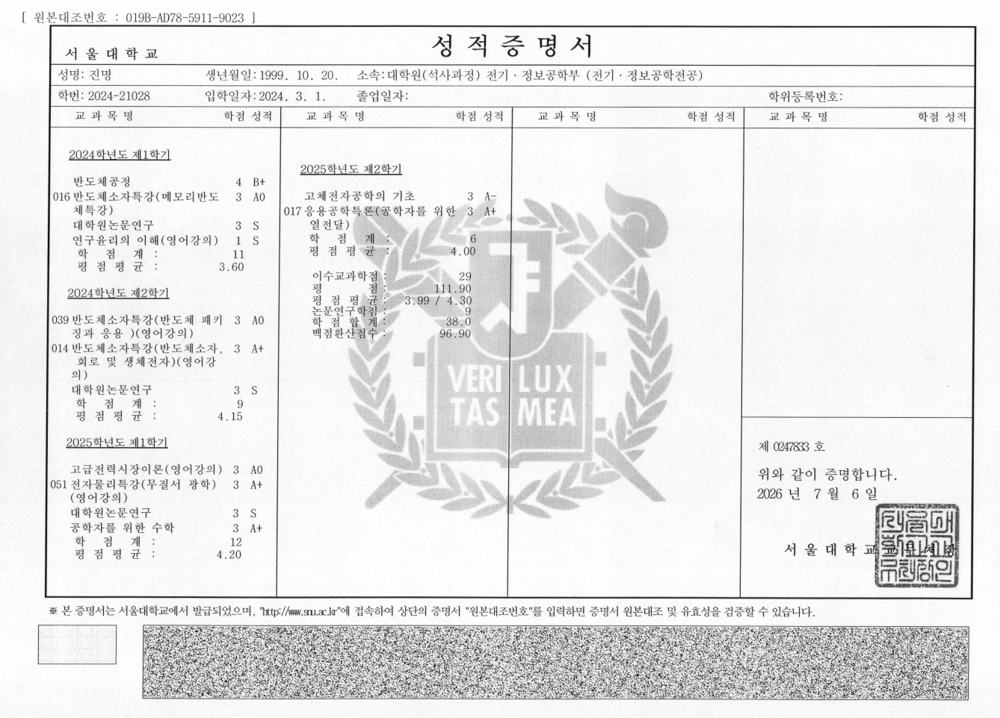 [ 원본대조번호 : 019B-AD78-5911-9023 ]
서울대학교
성적증명서
성명: 진명 생년월일:1999. 10. 20. 소속:대학원(석사과정) 전기·정보공학부 (전기·정보공학전공)
학번: 2024-21028 입학일자:2024. 3. 1. 졸업일자: 학위등록번호:
교과목명 학점 성적 교과목명 학점 성적 교과목명 학점 성적 교과목명 학점 성적
2024학년도 제1학기
반도체공정 4 B+
016 반도체소자특강(메모리반도 3 A0
체특강)
대학원논문연구 3 S
연구윤리의 이해(영어강의) 1 S
학 점 계 : 11
평 점 평 균 : 3.60
2024학년도 제2학기
039 반도체소자특강(반도체 패키 3 A0
징과 응용 )(영어강의)
014 반도체소자특강(반도체소자, 3 A+
회로 및 생체전자)(영어강
의)
대학원논문연구 3 S
학 점 계 : 9
평 점 평 균 : 4.15
2025학년도 제1학기
고급전력시장이론(영어강의) 3 A0
051 전자물리특강(무질서 광학) 3 A+
(영어강의)
대학원논문연구 3 S
공학자를 위한 수학 3 A+
학 점 계 : 12
평 점 평 균 : 4.20
2025학년도 제2학기
고체전자공학의 기초 3 A-
017 응용공학특론(공학자를 위한 3 A+
열전달)
학 점 계 : 6
평 점 평 균 : 4.00
이수교과학점 : 29
평 점 : 111.90
평 점 평 균 : 3.99 / 4.30
논문연구학점 : 9
학 점 합 계 : 38.0
백점환산점수 : 96.90
VERI LUX
TAS MEA
제 0247833 호
위와 같이 증명합니다.
2026 년 7 월 6 일
서울대학교교무처장
※ 본 증명서는 서울대학교에서 발급되었으며, "http://www.snu.ac.kr"에 접속하여 상단의 증명서 "원본대조번호"를 입력하면 증명서 원본대조 및 유효성을 검증할 수 있습니다.